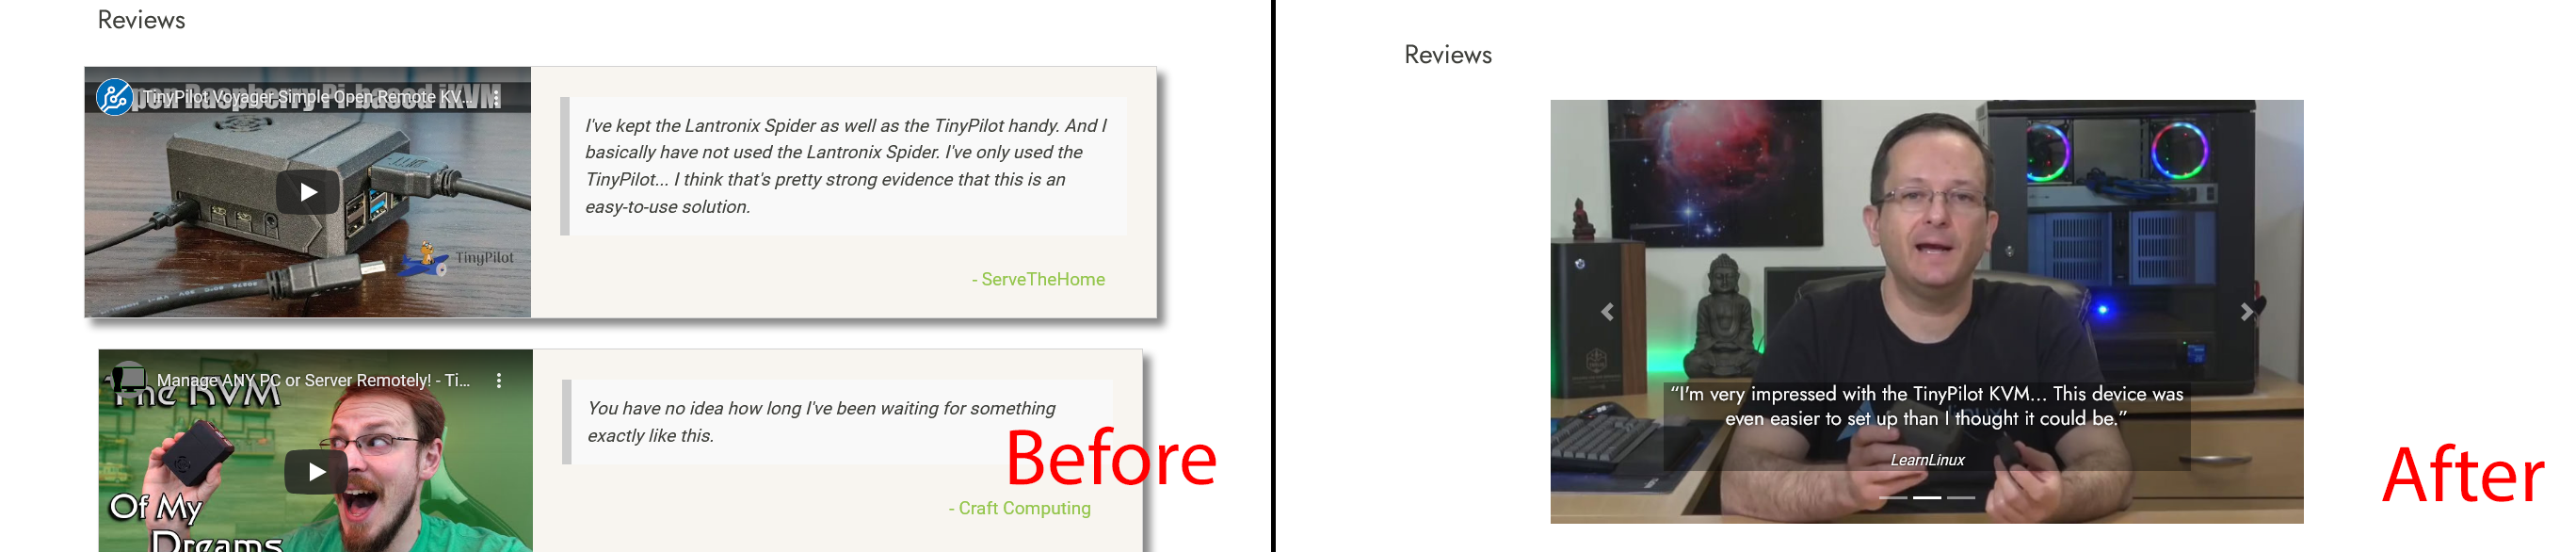 Reviews
open Raspberry Pi-based iKVM
TinyPilot Voyager Simple Open Remote KV...
I've kept the Lantronix Spider as well as the TinyPilot handy. And I
basically have not used the Lantronix Spider. I've only used the
TinyPilot... I think that's pretty strong evidence that this is an
easy-to-use solution.
TinyPilot
- ServeTheHome
Manage ANY PC or Server Remotely! - Ti...
The KVM
You have no idea how long I've been waiting for something
exactly like this.
Of My
Dreams
- Craft Computing
Before
Reviews
“I'm very impressed with the TinyPilot KVM... This device was
even easier to set up than I thought it could be.”
LearnLinux
After